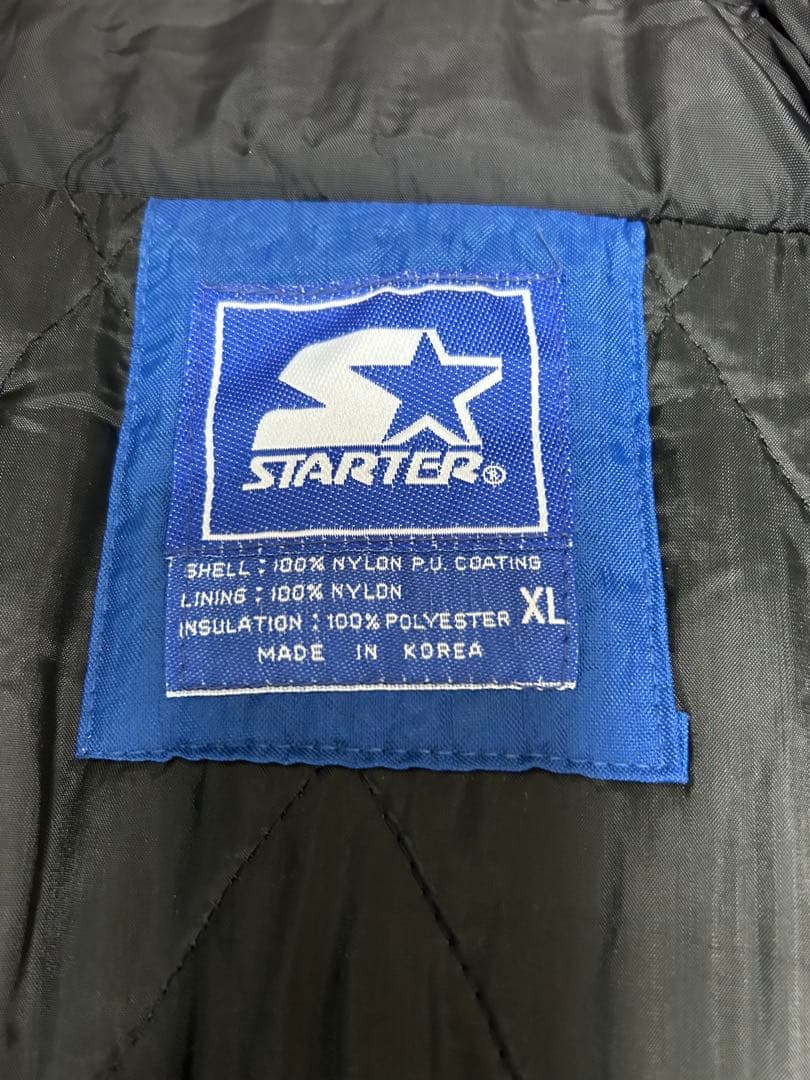 STARTER®
SHELL : 100% NYLON P.U. COATING
LINING : 100% NYLON
INSULATION : 100% POLYESTER XL
MADE IN KOREA